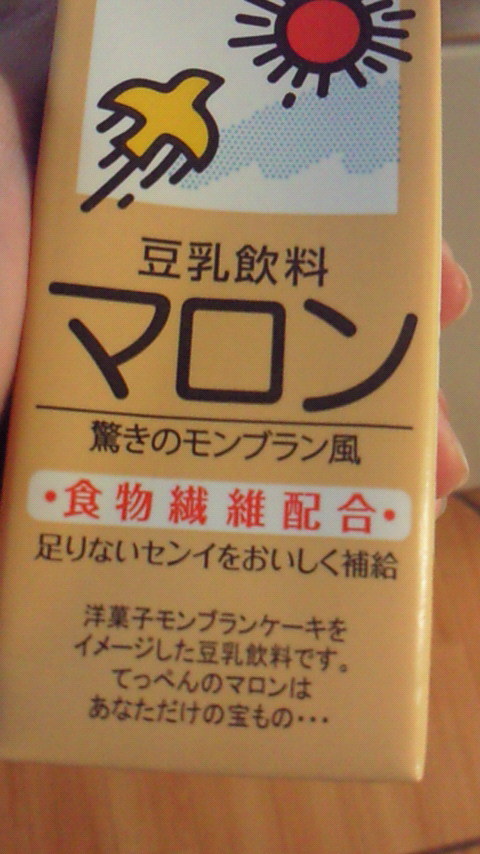 豆乳飲料
マロン
驚きのモンブラン風
・食物繊維配合・
足りないセンイをおいしく補給
洋菓子モンブランケーキを
イメージした豆乳飲料です。
てっぺんのマロンは
あなただけの宝もの・・・